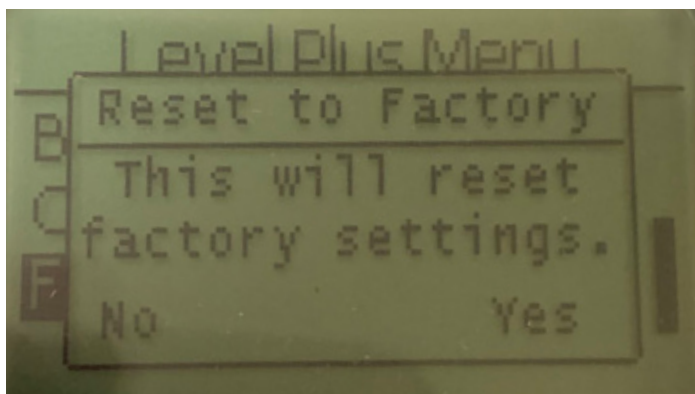 Level Plus Menu
Reset to Factory
B
This will reset
C
factory settings.
F
No Yes